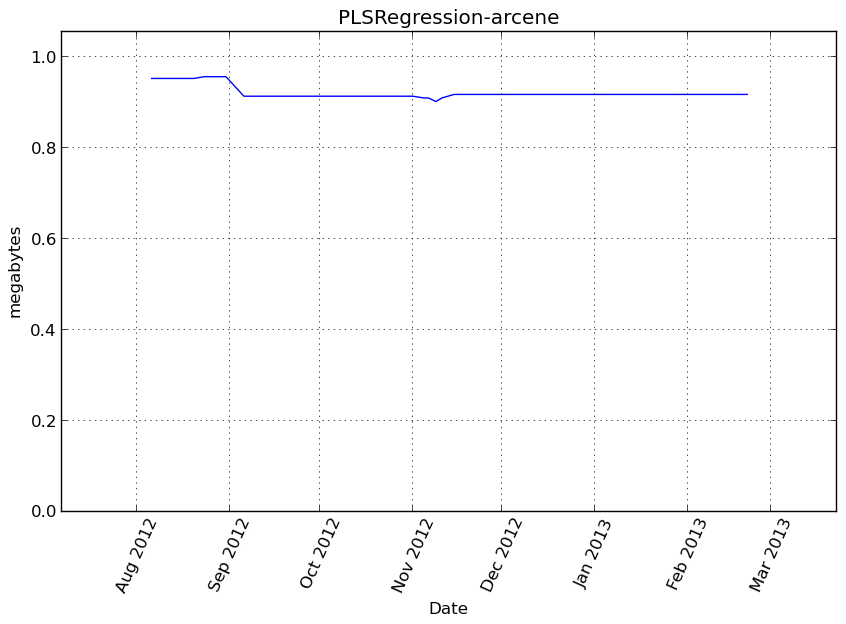 PLSRegression-arcene
1.0
0.8
0.6
0.4
0.2
0.0
megabytes
Aug 2012
Sep 2012
Oct 2012
Nov 2012
Dec 2012
Jan 2013
Feb 2013
Mar 2013
Date